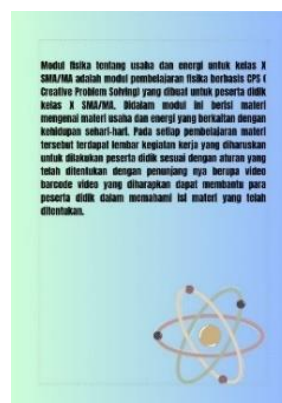 Modul fisika tentang usaha dan energi untuk kelas X
SMA/MA adalah modul pembelajaran fisika berbasis CPS (
Creative Problem Solving) yang dibuat untuk peserta didik
kelas X SMA/MA. Didalam modul ini berisi materi
mengenai materi usaha dan energi yang berkaitan dengan
kehidupan sehari-hari. Pada setiap pembelajaran materi
tersebut terdapat lembar kegiatan kerja yang diharuskan
untuk dilakukan peserta didik sesuai dengan aturan yang
telah ditentukan dengan penunjang nya berupa video
barcode video yang diharapkan dapat membantu para
peserta didik dalam memahami isi materi yang telah
ditentukan.